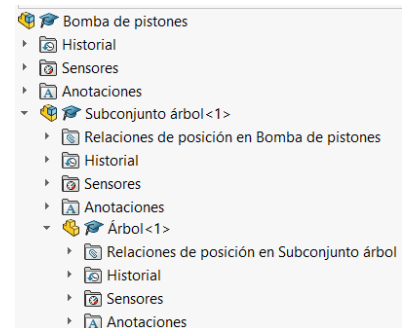 Bomba de pistones
Historial
Sensores
Anotaciones
Subconjunto árbol<1>
Relaciones de posición en Bomba de pistones
Historial
Sensores
Anotaciones
Árbol<1>
Relaciones de posición en Subconjunto árbol
Historial
Sensores
Anotaciones